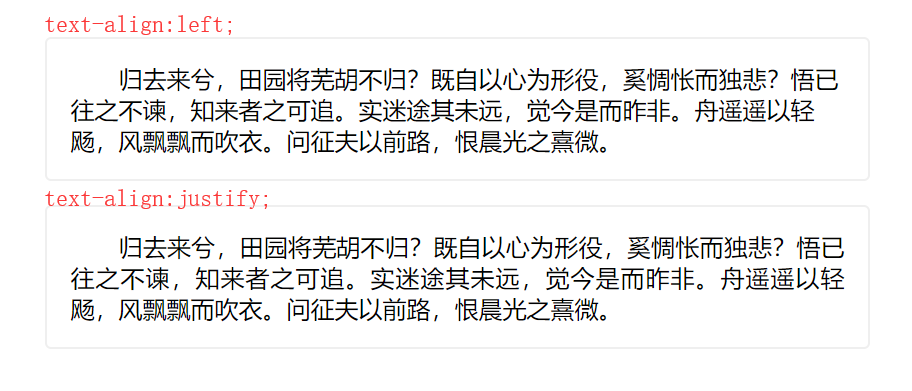 text-align:left;
归去来兮，田园将芜胡不归？既自以心为形役，奚惆怅而独悲？悟已
往之不谏，知来者之可追。实迷途其未远，觉今是而昨非。舟遥遥以轻
飏，风飘飘而吹衣。问征夫以前路，恨晨光之熹微。
text-align:justify;
归去来兮，田园将芜胡不归？既自以心为形役，奚惆怅而独悲？悟已
往之不谏，知来者之可追。实迷途其未远，觉今是而昨非。舟遥遥以轻
飏，风飘飘而吹衣。问征夫以前路，恨晨光之熹微。